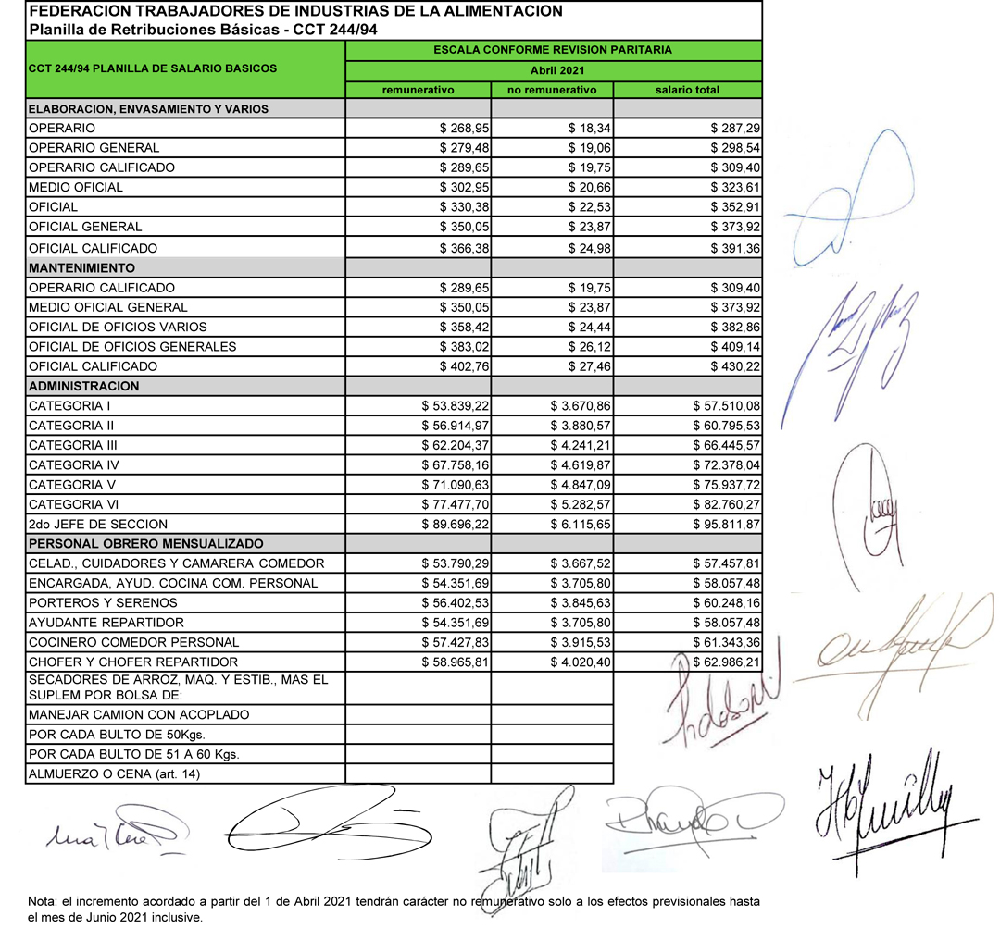 FEDERACION TRABAJADORES DE INDUSTRIAS DE LA ALIMENTACION
Planilla de Retribuciones Básicas - CCT 244/94
CCT 244/94 PLANILLA DE SALARIO BASICOS
ESCALA CONFORME REVISION PARITARIA
Abril 2021
remunerativo no remunerativo salario total
ELABORACION, ENVASAMIENTO Y VARIOS
OPERARIO $ 268,95 $ 18,34 $ 287,29
OPERARIO GENERAL $ 279,48 $ 19,06 $ 298,54
OPERARIO CALIFICADO $ 289,65 $ 19,75 $ 309,40
MEDIO OFICIAL $ 302,95 $ 20,66 $ 323,61
OFICIAL $ 330,38 $ 22,53 $ 352,91
OFICIAL GENERAL $ 350,05 $ 23,87 $ 373,92
OFICIAL CALIFICADO $ 366,38 $ 24,98 $ 391,36
MANTENIMIENTO
OPERARIO CALIFICADO $ 289,65 $ 19,75 $ 309,40
MEDIO OFICIAL GENERAL $ 350,05 $ 23,87 $ 373,92
OFICIAL DE OFICIOS VARIOS $ 358,42 $ 24,44 $ 382,86
OFICIAL DE OFICIOS GENERALES $ 383,02 $ 26,12 $ 409,14
OFICIAL CALIFICADO $ 402,76 $ 27,46 $ 430,22
ADMINISTRACION
CATEGORIA I $ 53.839,22 $ 3.670,86 $ 57.510,08
CATEGORIA II $ 56.914,97 $ 3.880,57 $ 60.795,53
CATEGORIA III $ 62.204,37 $ 4.241,21 $ 66.445,57
CATEGORIA IV $ 67.758,16 $ 4.619,87 $ 72.378,04
CATEGORIA V $ 71.090,63 $ 4.847,09 $ 75.937,72
CATEGORIA VI $ 77.477,70 $ 5.282,57 $ 82.760,27
2do JEFE DE SECCION $ 89.696,22 $ 6.115,65 $ 95.811,87
PERSONAL OBRERO MENSUALIZADO
CELAD., CUIDADORES Y CAMARERA COMEDOR $ 53.790,29 $ 3.667,52 $ 57.457,81
ENCARGADA, AYUD. COCINA COM. PERSONAL $ 54.351,69 $ 3.705,80 $ 58.057,48
PORTEROS Y SERENOS $ 56.402,53 $ 3.845,63 $ 60.248,16
AYUDANTE REPARTIDOR $ 54.351,69 $ 3.705,80 $ 58.057,48
COCINERO COMEDOR PERSONAL $ 57.427,83 $ 3.915,53 $ 61.343,36
CHOFER Y CHOFER REPARTIDOR $ 58.965,81 $ 4.020,40 $ 62.986,21
SECADORES DE ARROZ, MAQ. Y ESTIB., MAS EL
SUPLEM POR BOLSA DE:
MANEJAR CAMION CON ACOPLADO
POR CADA BULTO DE 50Kgs.
POR CADA BULTO DE 51 A 60 Kgs.
ALMUERZO O CENA (art. 14)
Nota: el incremento acordado a partir del 1 de Abril 2021 tendrán carácter no remunerativo solo a los efectos previsionales hasta
el mes de Junio 2021 inclusive.